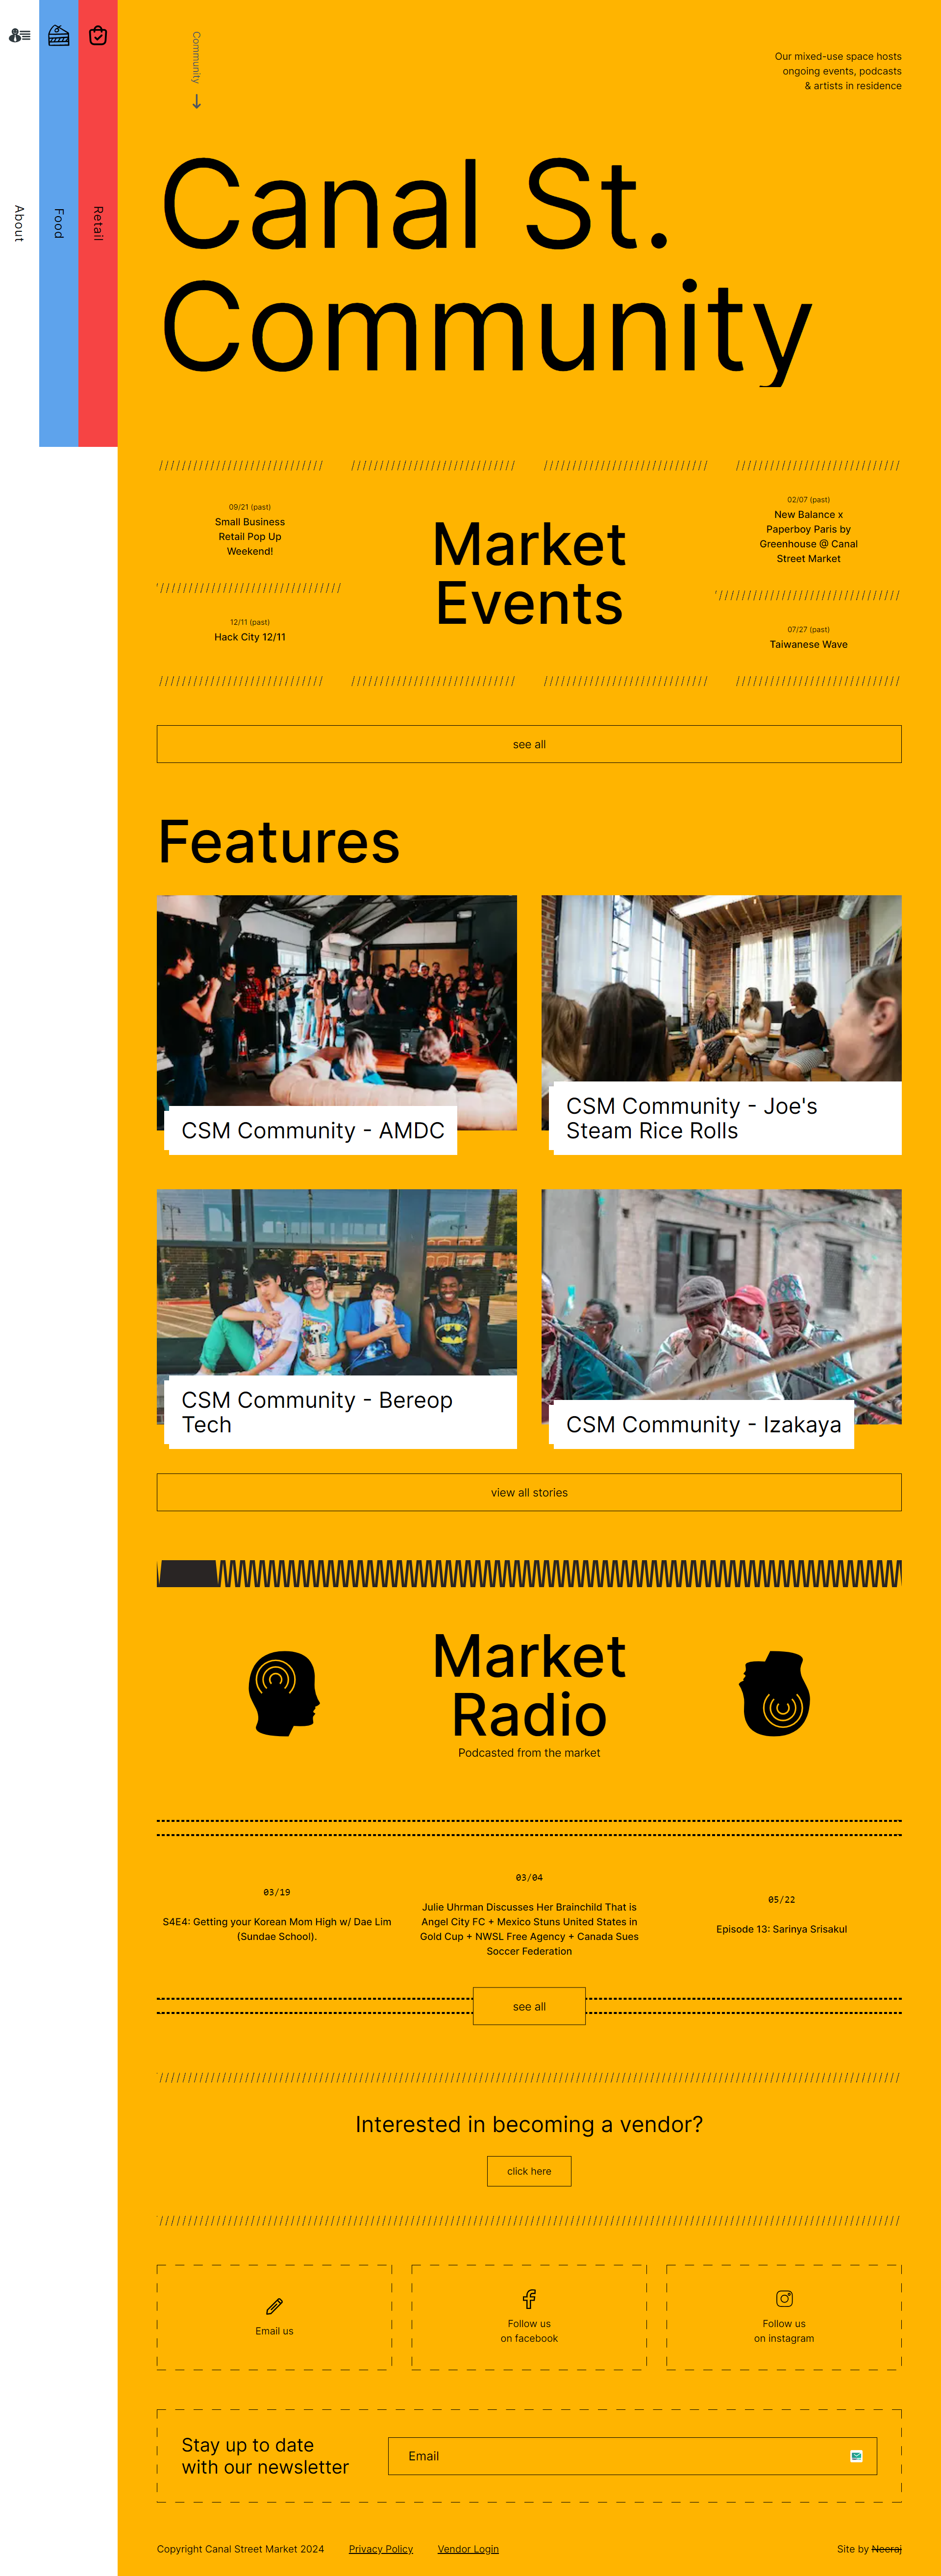 About
Food
Retail
Community
Our mixed-use space hosts
ongoing events, podcasts
& artists in residence
Canal St.
Community
09/21 (past)
Small Business
Retail Pop Up
Weekend!
12/11 (past)
Hack City 12/11
Market
Events
02/07 (past)
New Balance x
Paperboy Paris by
Greenhouse @ Canal
Street Market
07/27 (past)
Taiwanese Wave
see all
Features
CSM Community - AMDC
CSM Community - Joe's
Steam Rice Rolls
CSM Community - Bereop
Tech
CSM Community - Izakaya
view all stories
Market
Radio
Podcasted from the market
03/19
S4E4: Getting your Korean Mom High w/ Dae Lim
(Sundae School).
03/04
Julie Uhrman Discusses Her Brainchild That is
Angel City FC + Mexico Stuns United States in
Gold Cup + NWSL Free Agency + Canada Sues
Soccer Federation
05/22
Episode 13: Sarinya Srisakul
see all
Interested in becoming a vendor?
click here
Email us
Follow us
on facebook
Follow us
on instagram
Stay up to date
with our newsletter
Email
Copyright Canal Street Market 2024
Privacy Policy
Vendor Login
Site by Neeraj